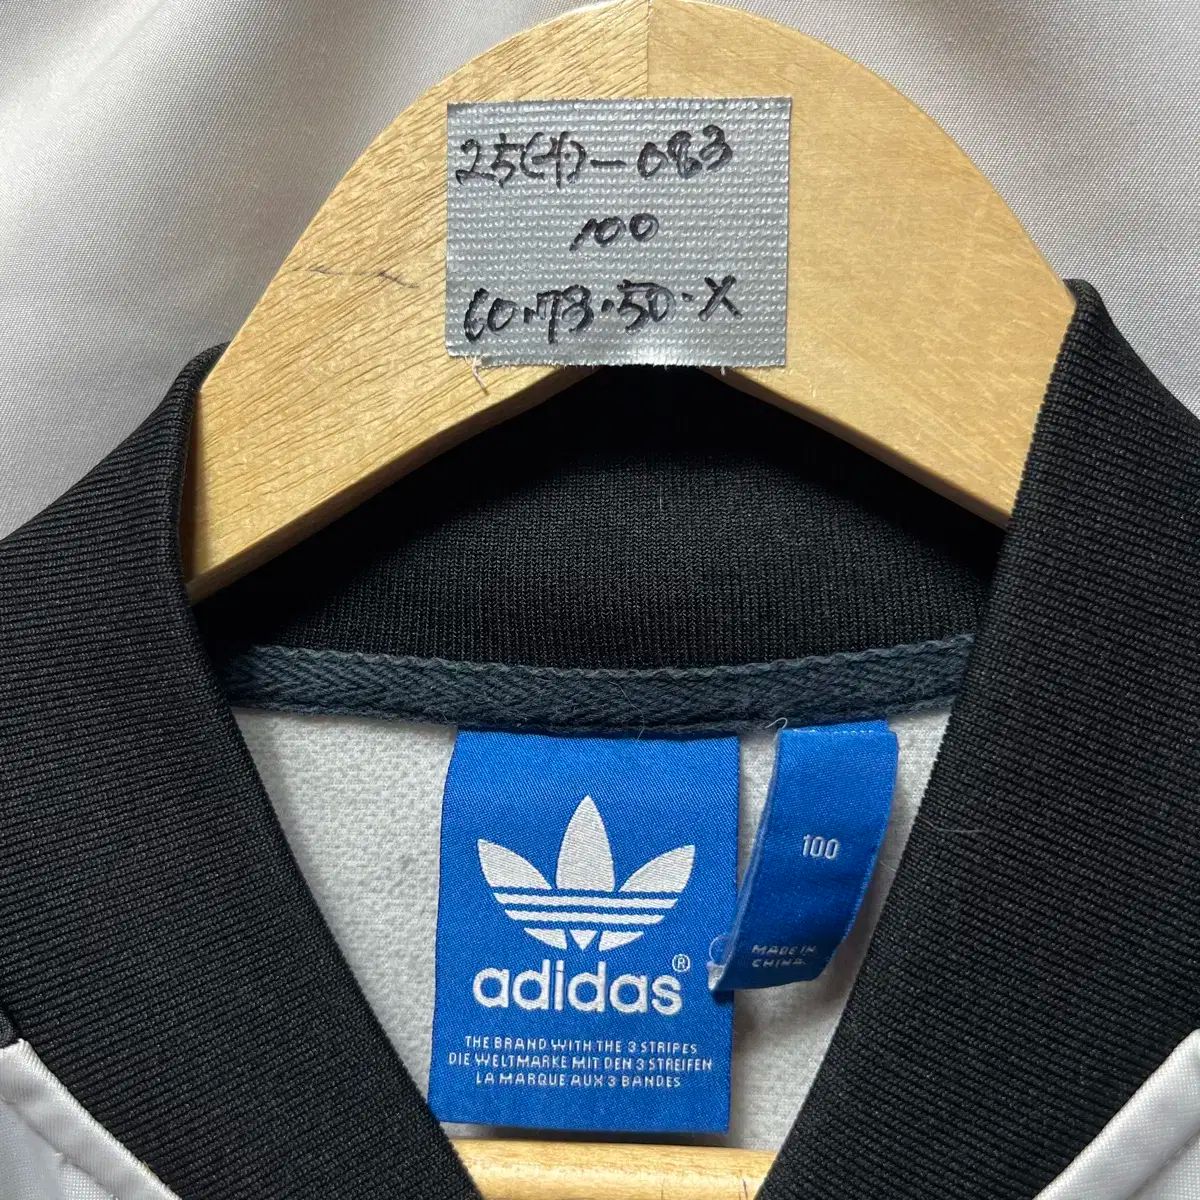 25(4)-083
100
60.73.50.X
adidas®
THE BRAND WITH THE 3 STRIPES
DIE WELTMARKE MIT DEN 3 STREIFEN
LA MARQUE AUX 3 BANDES
100
MADE IN
CHINA